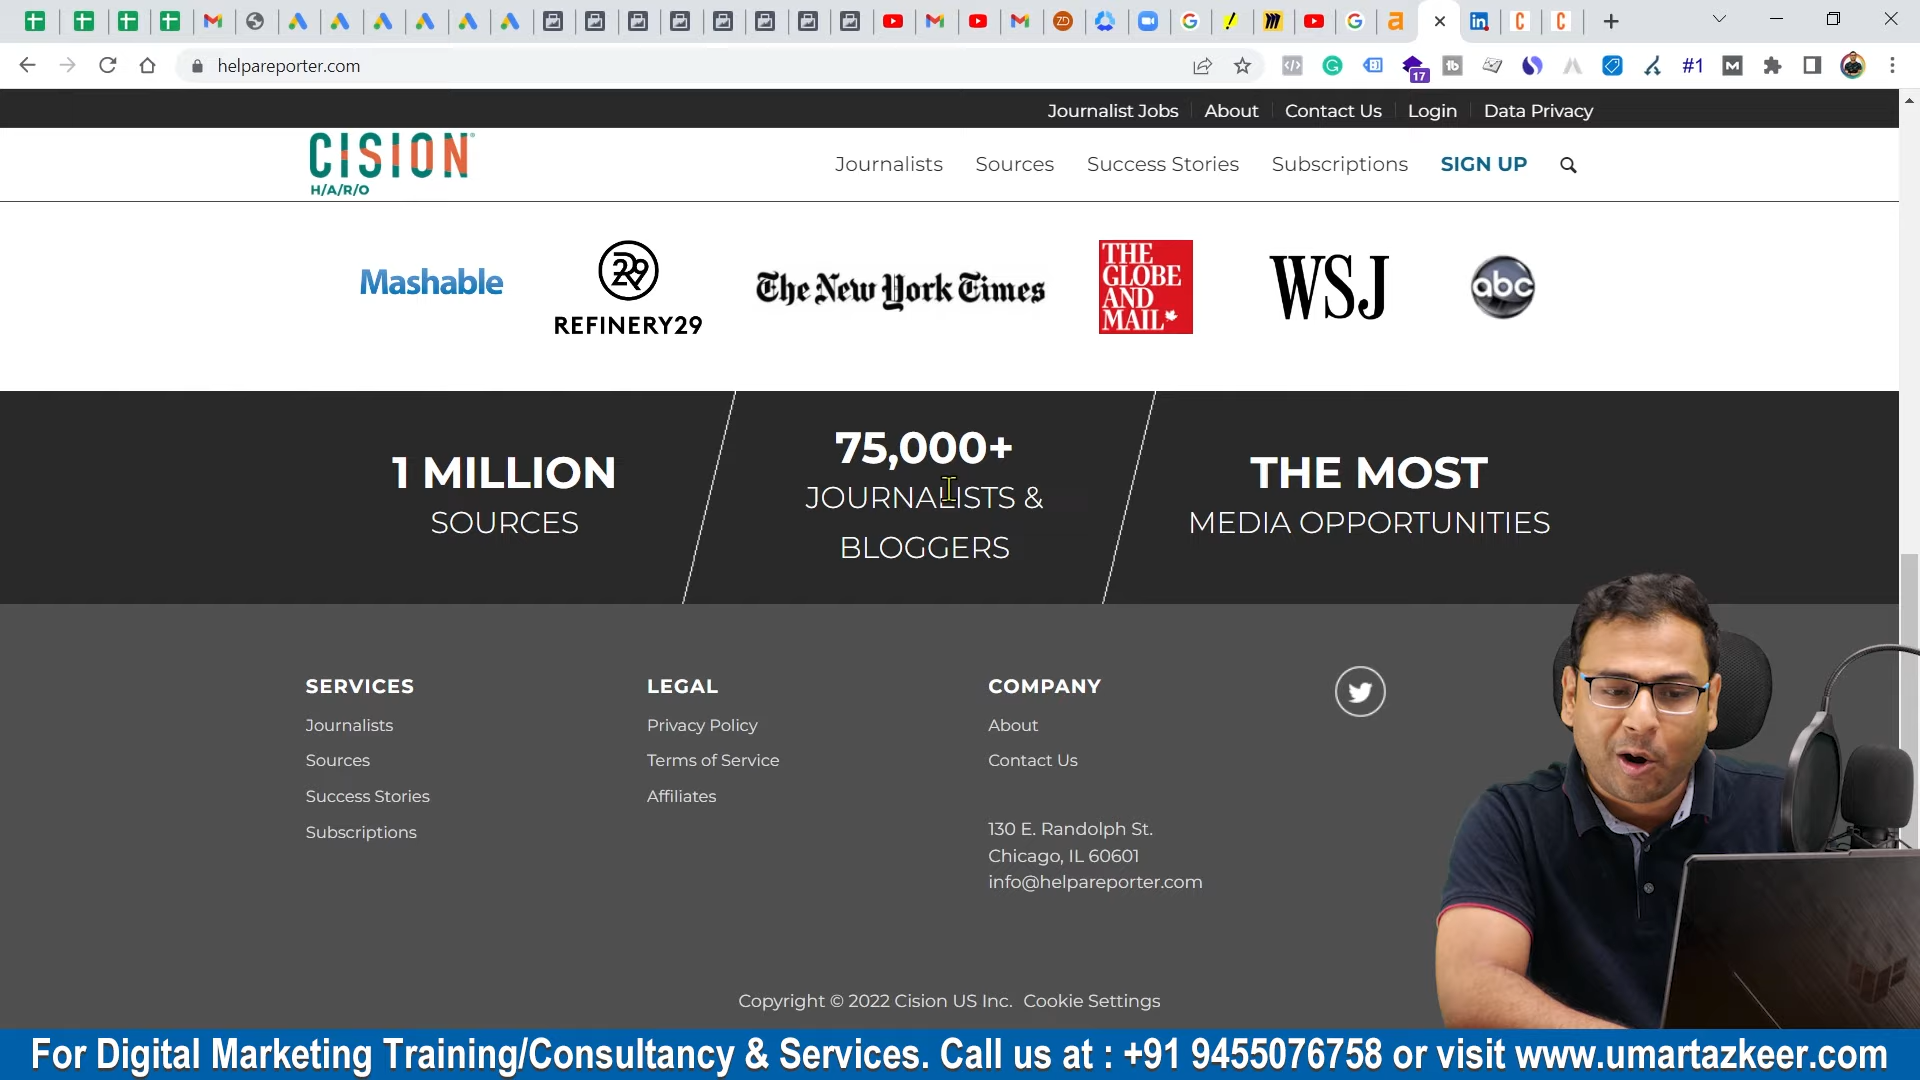 helpareporter.com
17
#1
Journalist Jobs
About
Contact Us
Login
Data Privacy
CISION
H/A/R/O
Journalists
Sources
Success Stories
Subscriptions
SIGN UP
Mashable
R29
REFINERY29
The New York Times
THE
GLOBE
AND
MAIL
WSJ
abc
1 MILLION
SOURCES
75,000+
JOURNALISTS &
BLOGGERS
THE MOST
MEDIA OPPORTUNITIES
SERVICES
Journalists
Sources
Success Stories
Subscriptions
LEGAL
Privacy Policy
Terms of Service
Affiliates
COMPANY
About
Contact Us
130 E. Randolph St.
Chicago, IL 60601
info@helpareporter.com
Copyright © 2022 Cision US Inc. Cookie Settings
For Digital Marketing Training/Consultancy & Services. Call us at : +91 9455076758 or visit www.umartazkeer.com